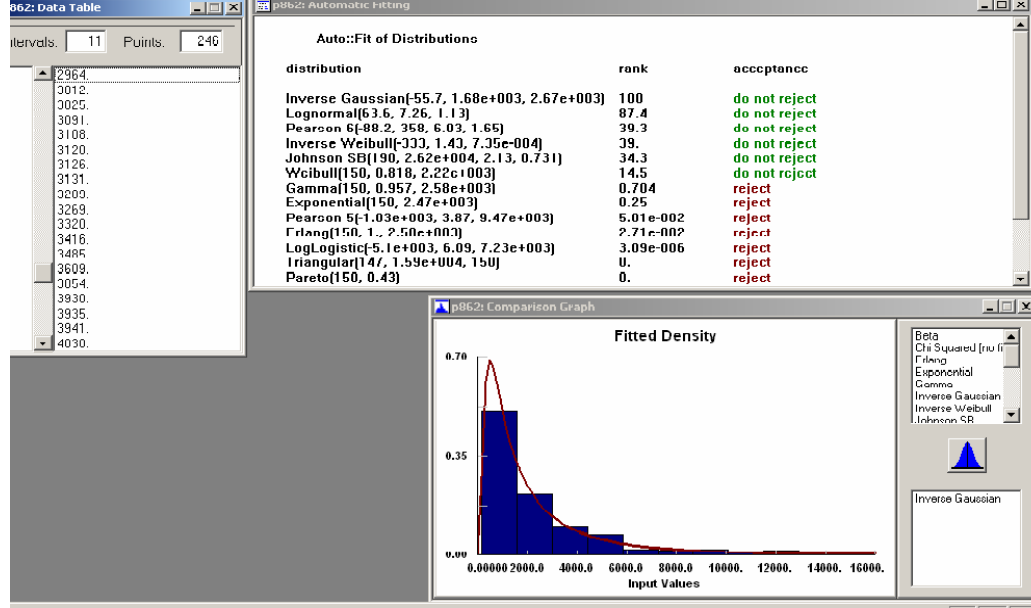 p862: Data Table
Intervals: 11 Points: 246
2964.
3012.
3025.
3091.
3108.
3120.
3126.
3131.
3209.
3269.
3320.
3416.
3485.
3609.
3930.
3935.
3941.
4030.
p862: Automatic Fitting
Auto::Fit of Distributions
distribution rank acceptance
Inverse Gaussian(-55.7, 1.68e+003, 2.67e+003) 100 do not reject
Lognormal(63.6, 7.26, 1.13) 87.4 do not reject
Pearson 6(-88.2, 358, 6.03, 1.65) 39.3 do not reject
Inverse Weibull(-333, 1.43, 7.35e-004) 39. do not reject
Johnson SB(190, 2.62e+004, 2.13, 0.731) 34.3 do not reject
Weibull(150, 0.818, 2.22e+003) 14.5 do not reject
Gamma(150, 0.957, 2.58e+003) 0.704 reject
Exponential(150, 2.47e+003) 0.25 reject
Pearson 5(-1.03e+003, 3.87, 9.47e+003) 5.01e-002 reject
Erlang(150, 1., 2.50e+003) 2.71e-002 reject
LogLogistic(-5.1e+003, 6.09, 7.23e+003) 3.09e-006 reject
Triangular(147, 1.59e+004, 150) 0. reject
Pareto(150, 0.43) 0. reject
p862: Comparison Graph
Fitted Density
0.70
0.35
0.00
0.00000 2000.0 4000.0 6000.0 8000.0 10000. 12000. 14000. 16000.
Input Values
Beta
Chi Squared [no fi
Erlang
Exponential
Gamma
Inverse Gaussian
Inverse Weibull
Johnson SB
Inverse Gaussian